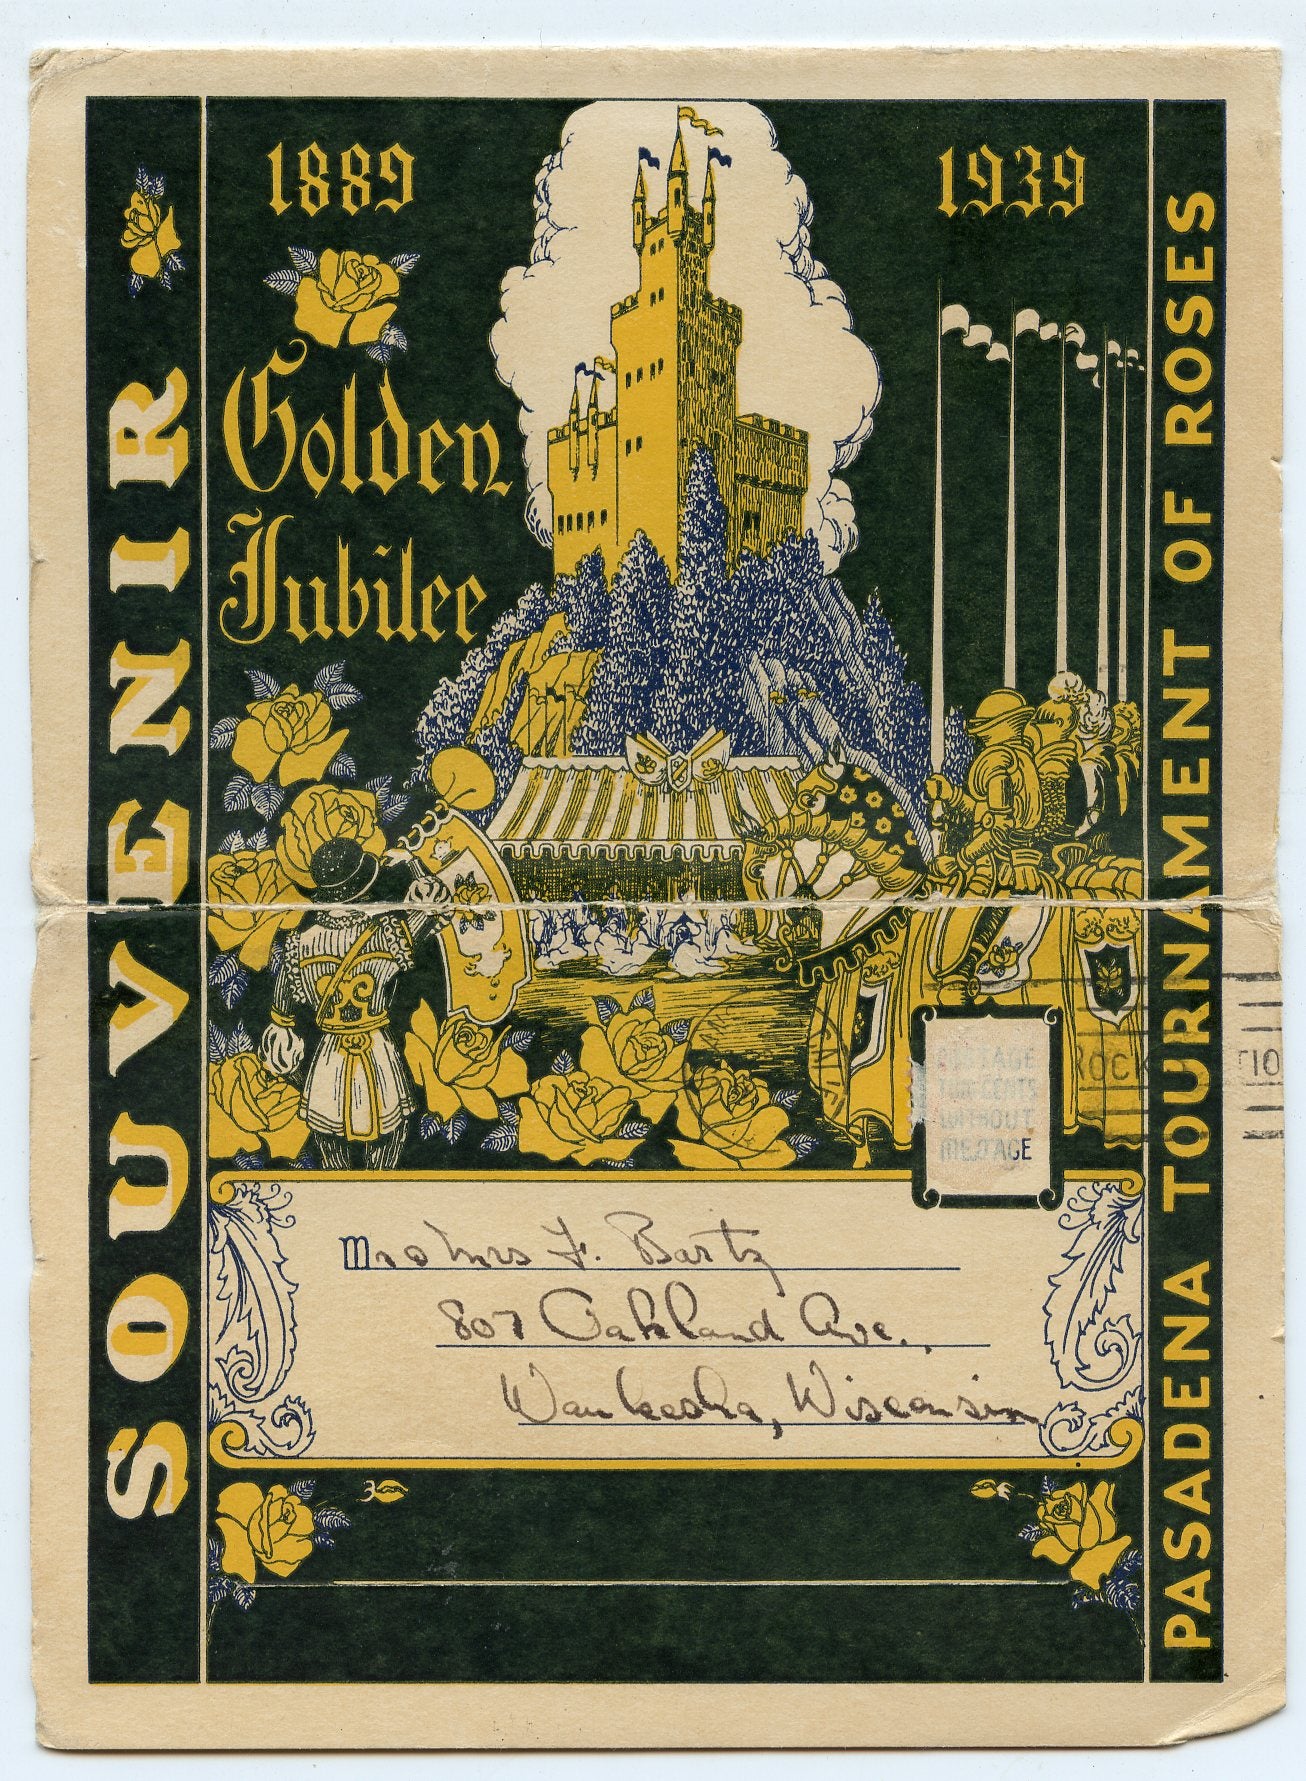 1889
1939
Golden
Jubilee
SOUVENIR
PASADENA TOURNAMENT OF ROSES
POSTAGE
CENTS
WITHOUT
MESSAGE
ROCK
Mr & Mrs F. Bartz
807 Oakland Ave.,
Waukesha, Wisconsin